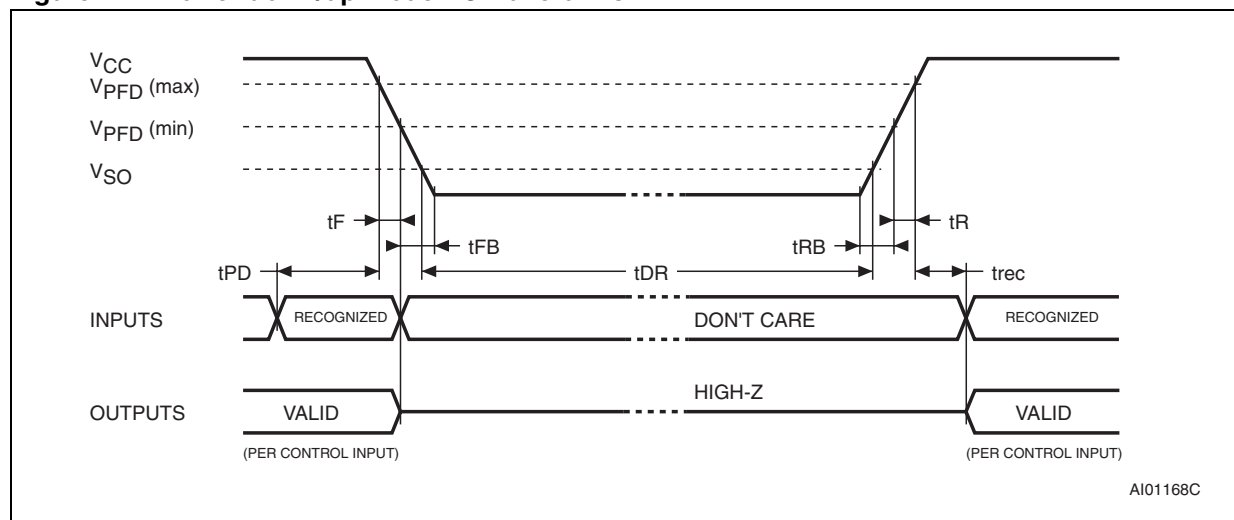 VCC
VPFD (max)
VPFD (min)
VSO
tF
tR
tFB
tRB
tPD
tDR
trec
INPUTS
RECOGNIZED
DON'T CARE
RECOGNIZED
HIGH-Z
OUTPUTS
VALID
VALID
(PER CONTROL INPUT)
(PER CONTROL INPUT)
AI01168C